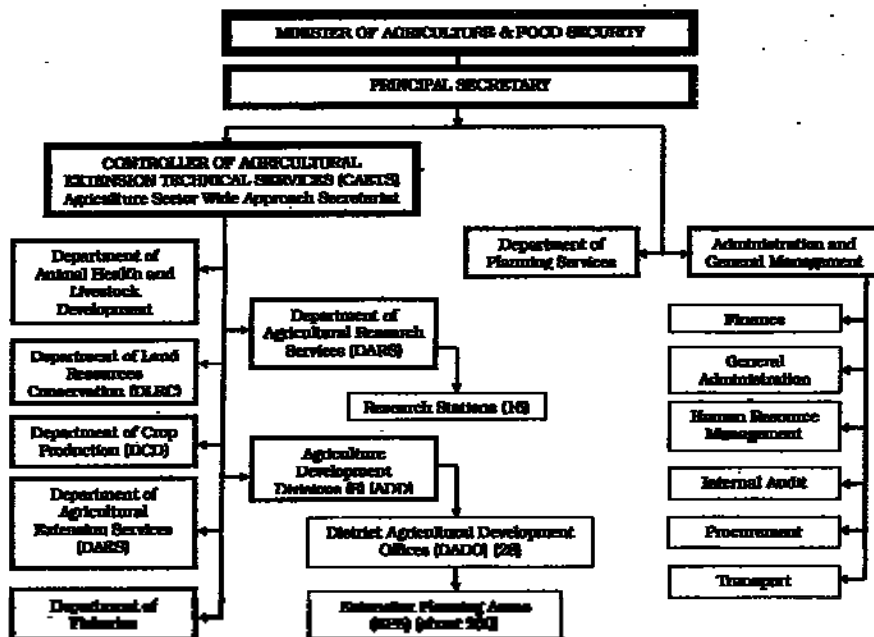 MINISTER OF AGRICULTURE & FOOD SECURITY
PRINCIPAL SECRETARY
CONTROLLER OF AGRICULTURAL
EXTENSION TECHNICAL SERVICES (CAETS)
Agriculture Sector Wide Approach Secretariat
Department of
Animal Health and
Livestock
Development
Department of Land
Resources
Conservation (DLRC)
Department of Crop
Production (DCD)
Department of
Agricultural
Extension Services
(DAES)
Department of
Fisheries
Department of
Agricultural Research
Services (DARS)
Research Stations
Agriculture
Development
Divisions (ADD)
District Agricultural Development
Offices (DADO) (28)
Extension Planning Areas
(about
Department of
Planning Services
Administration and
General Management
Finance
General
Administration
Human Resource
Management
Internal Audit
Procurement
Transport